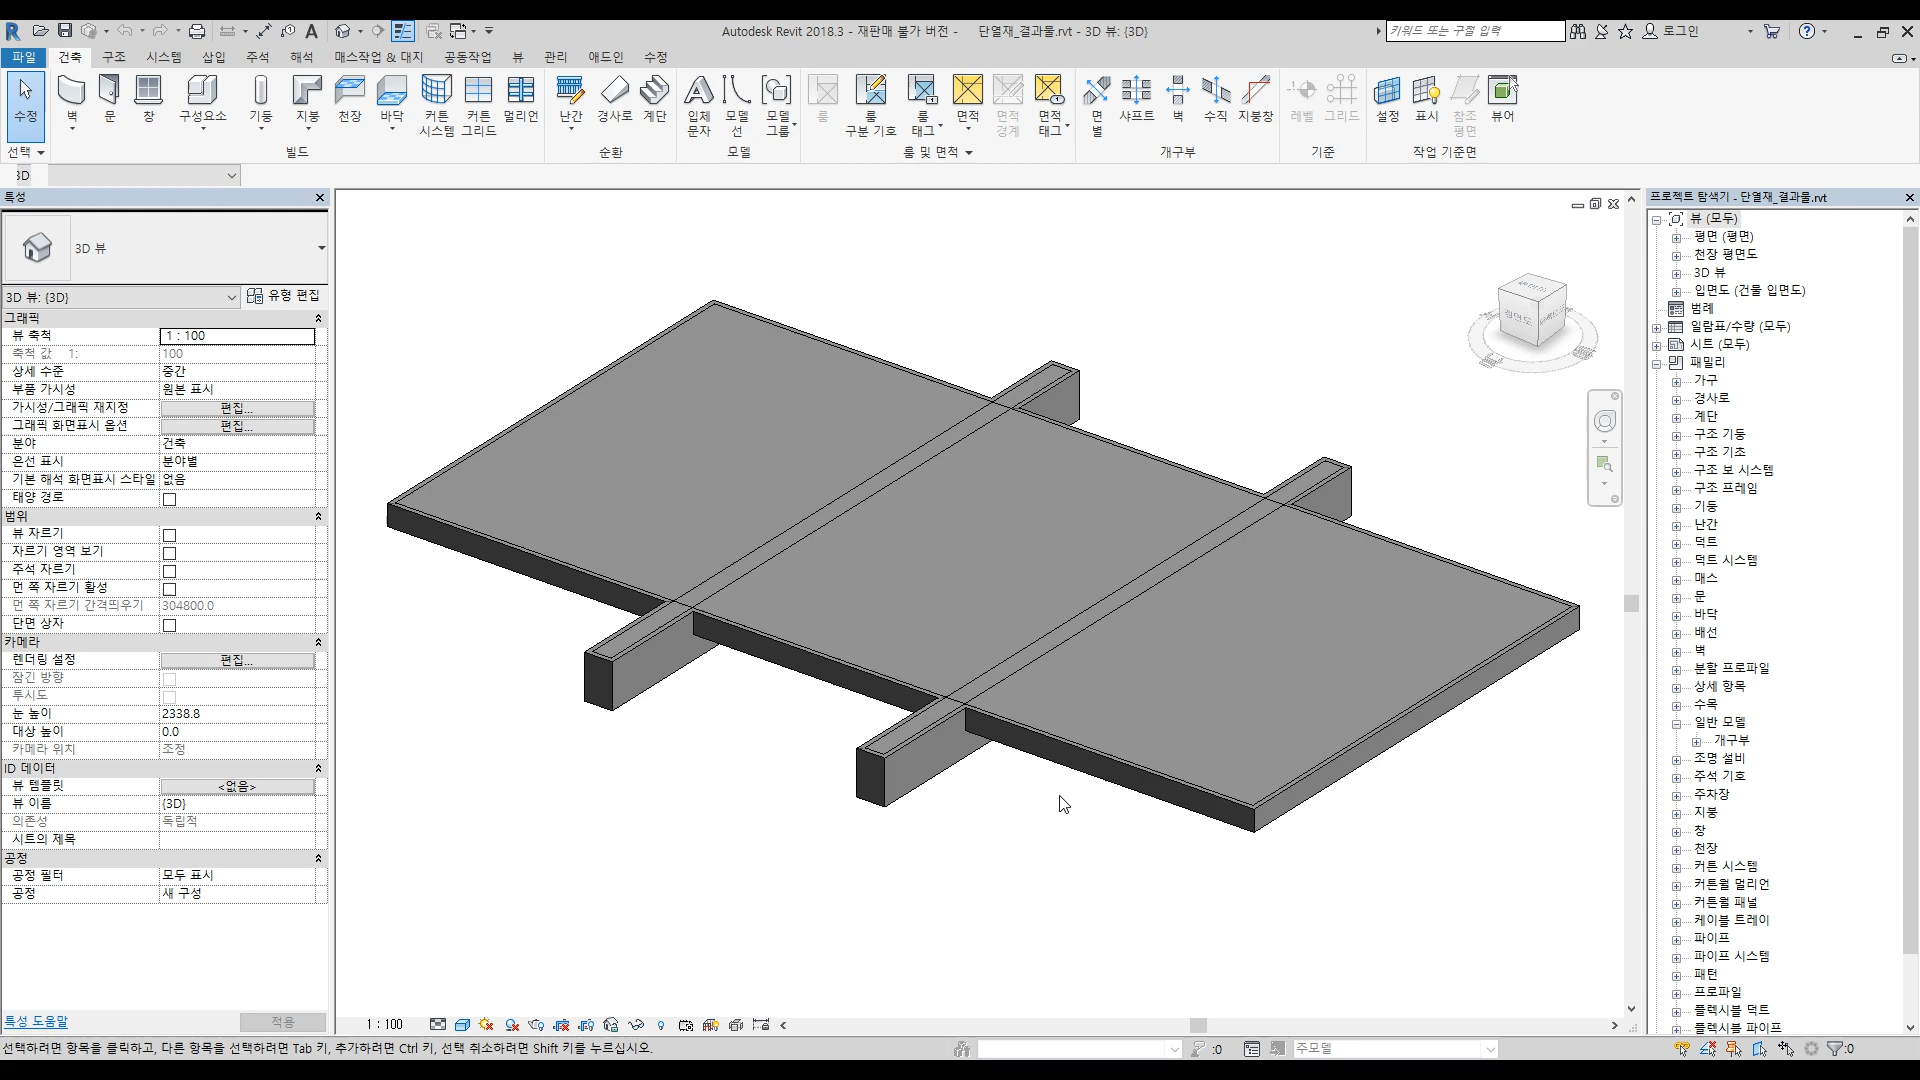 Autodesk Revit 2018.3 - 재판매 불가 버전 - 단열재_결과물.rvt - 3D 뷰: {3D}
키워드 또는 구절 입력
로그인
파일 건축 구조 시스템 삽입 주석 해석 매스작업 & 대지 공동작업 뷰 관리 애드인 수정
수정 벽 문 창 구성요소 기둥 지붕 천장 바닥 커튼 시스템 커튼 그리드 멀리언 난간 경사로 계단 입체 문자 모델 선 모델 그룹 룸 룸 구분 기호 룸 태그 면적 면적 경계 면적 태그 면 별 샤프트 벽 수직 지붕창 레벨 그리드 설정 표시 참조 평면 뷰어
선택 빌드 순환 모델 룸 및 면적 개구부 기준 작업 기준면
3D
특성
3D 뷰
3D 뷰: {3D} 유형 편집
그래픽
뷰 축척 1 : 100
축척 값 1: 100
상세 수준 중간
부품 가시성 원본 표시
가시성/그래픽 재지정 편집...
그래픽 화면표시 옵션 편집...
분야 건축
은선 표시 분야별
기본 해석 화면표시 스타일 없음
태양 경로
범위
뷰 자르기
자르기 영역 보기
주석 자르기
먼 쪽 자르기 활성
먼 쪽 자르기 간격띄우기 304800.0
단면 상자
카메라
렌더링 설정 편집...
잠긴 방향
투시도
눈 높이 2338.8
대상 높이 0.0
카메라 위치 조정
ID 데이터
뷰 템플릿 <없음>
뷰 이름 {3D}
의존성 독립적
시트의 제목
공정
공정 필터 모두 표시
공정 새 구성
특성 도움말 적용
프로젝트 탐색기 - 단열재_결과물.rvt
뷰 (모두)
평면 (평면)
천장 평면도
3D 뷰
입면도 (건물 입면도)
범례
일람표/수량 (모두)
시트 (모두)
패밀리
가구
경사로
계단
구조 기둥
구조 기초
구조 보 시스템
구조 프레임
기둥
난간
덕트
덕트 시스템
매스
문
바닥
배선
벽
분할 프로파일
상세 항목
수목
일반 모델
개구부
조명 설비
주석 기호
주차장
지붕
창
천장
커튼 시스템
커튼월 멀리언
커튼월 패널
케이블 트레이
파이프
파이프 시스템
패턴
프로파일
플렉시블 덕트
플렉시블 파이프
1 : 100
선택하려면 항목을 클릭하고, 다른 항목을 선택하려면 Tab 키, 추가하려면 Ctrl 키, 선택 취소하려면 Shift 키를 누르십시오.
:0
주모델
:0